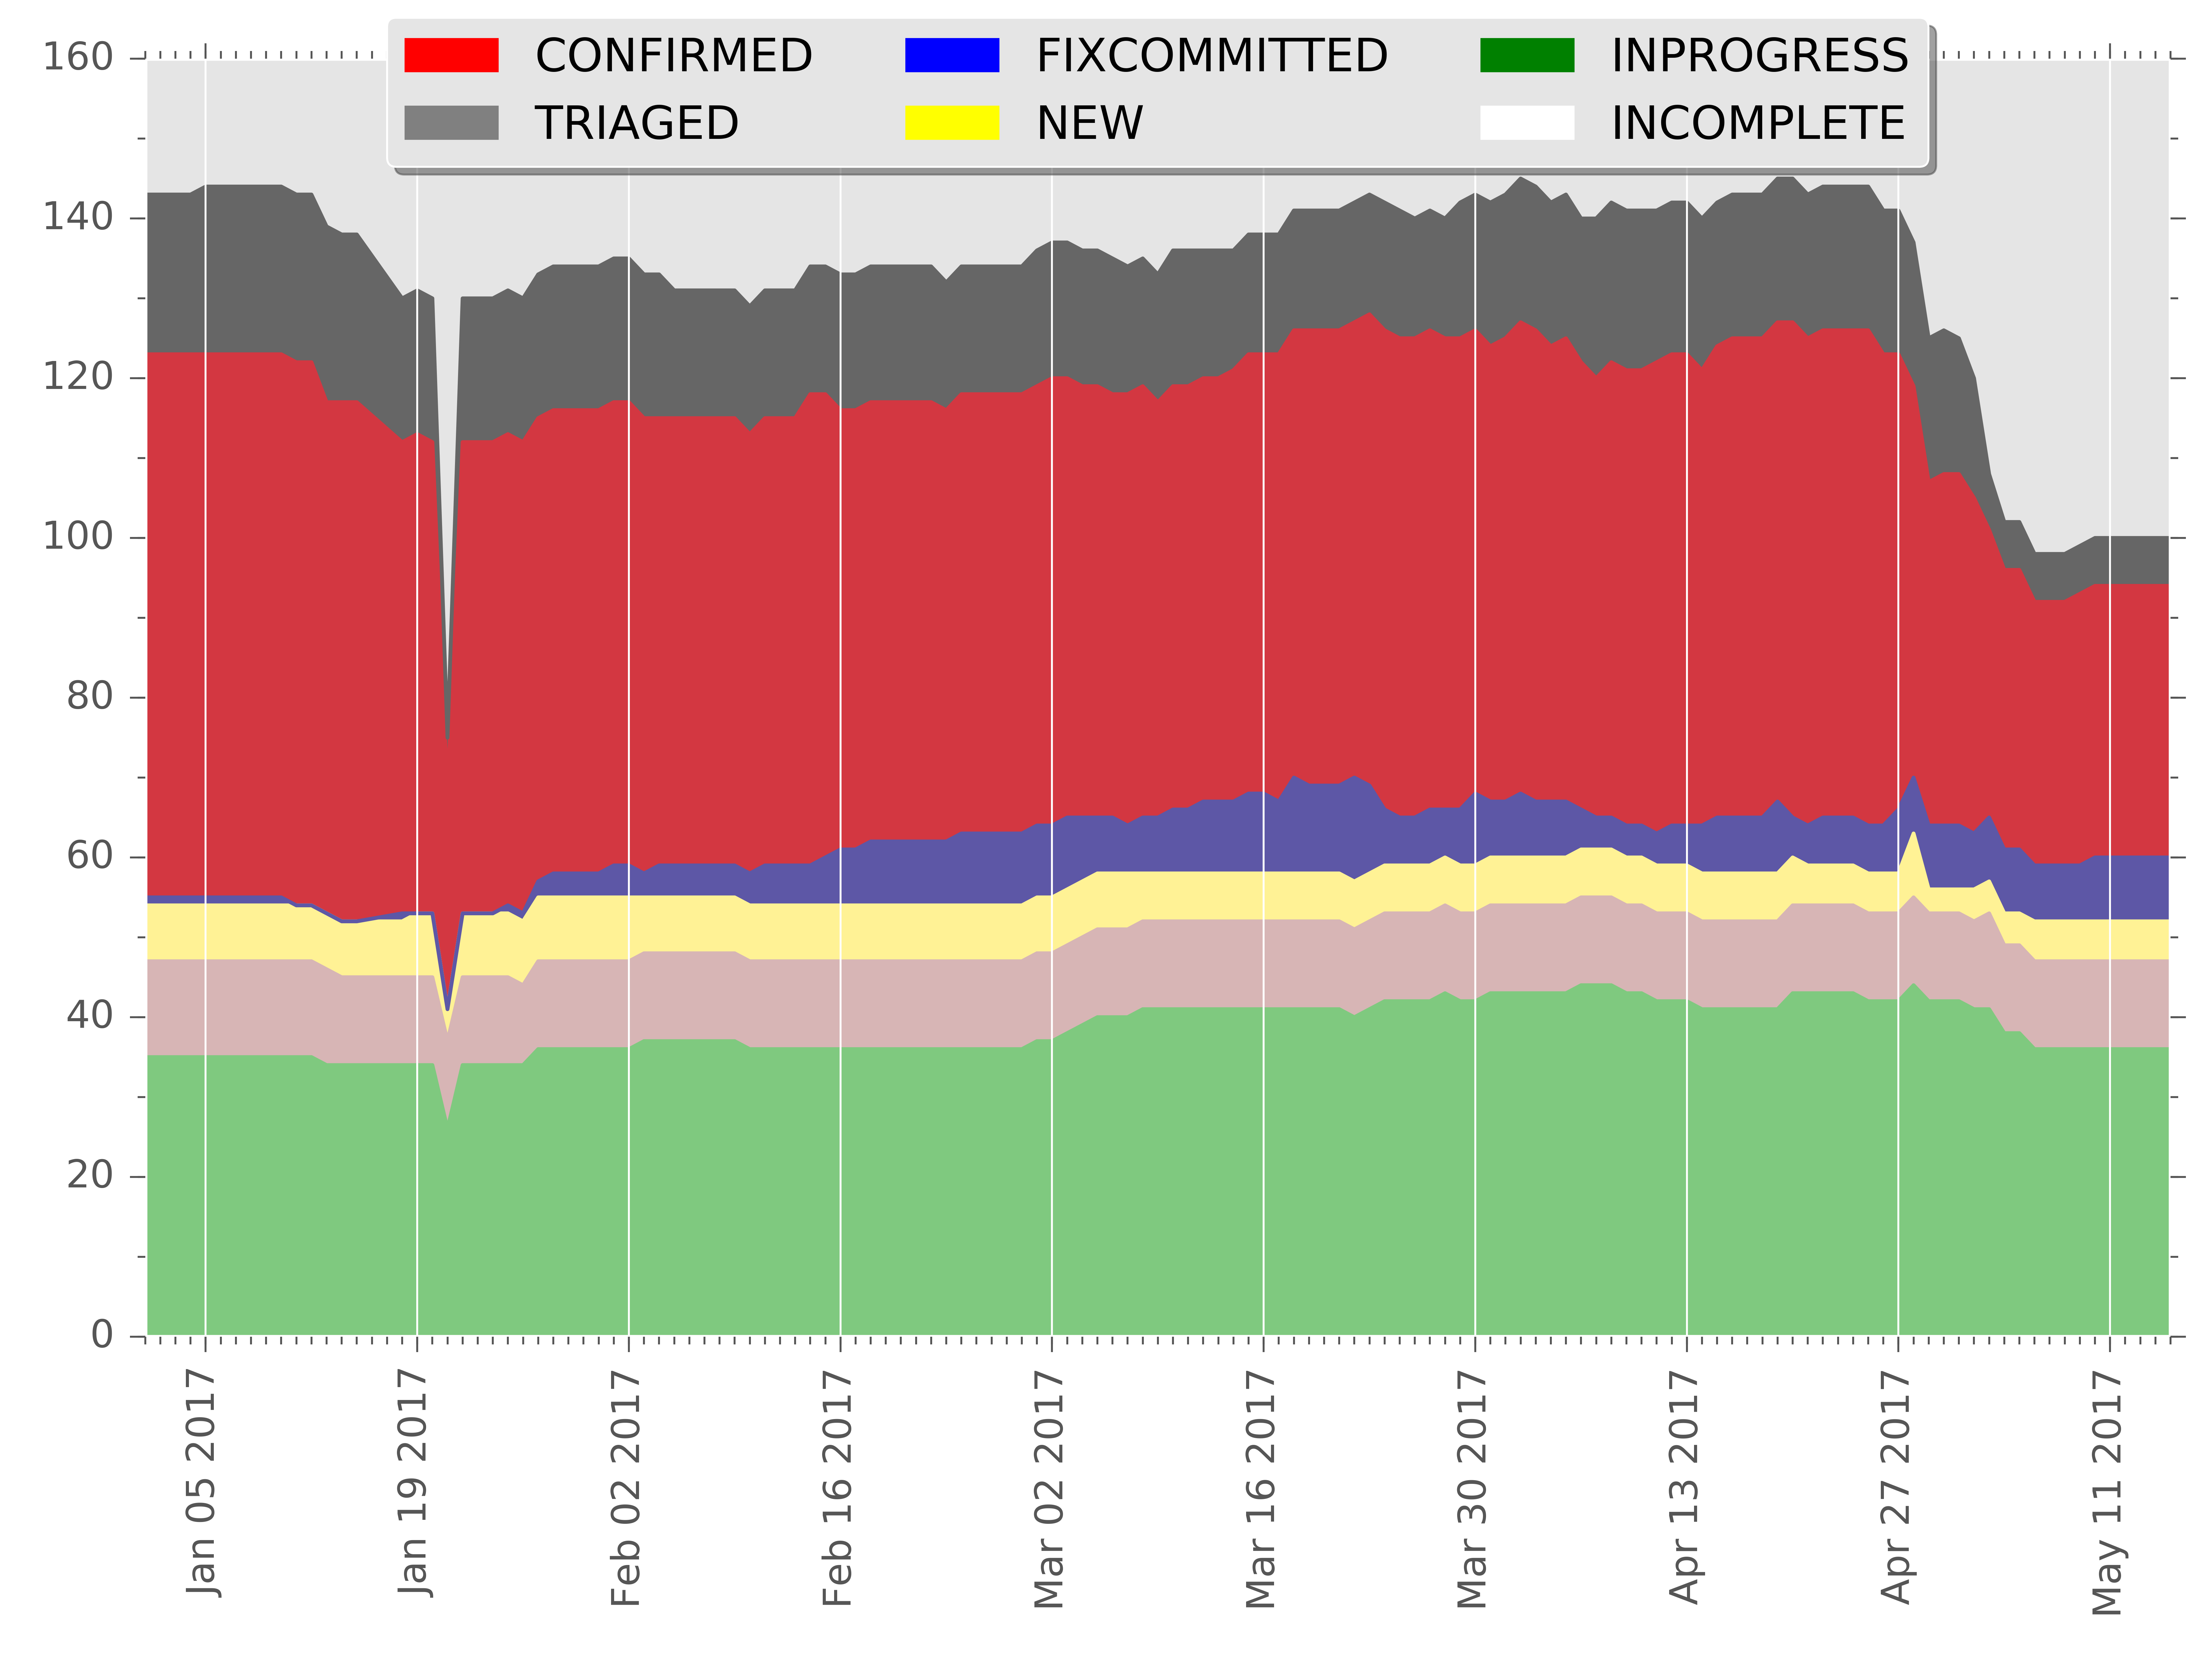 CONFIRMED FIXCOMMITTED INPROGRESS
TRIAGED NEW INCOMPLETE
160
140
120
100
80
60
40
20
0
Jan 05 2017
Jan 19 2017
Feb 02 2017
Feb 16 2017
Mar 02 2017
Mar 16 2017
Mar 30 2017
Apr 13 2017
Apr 27 2017
May 11 2017